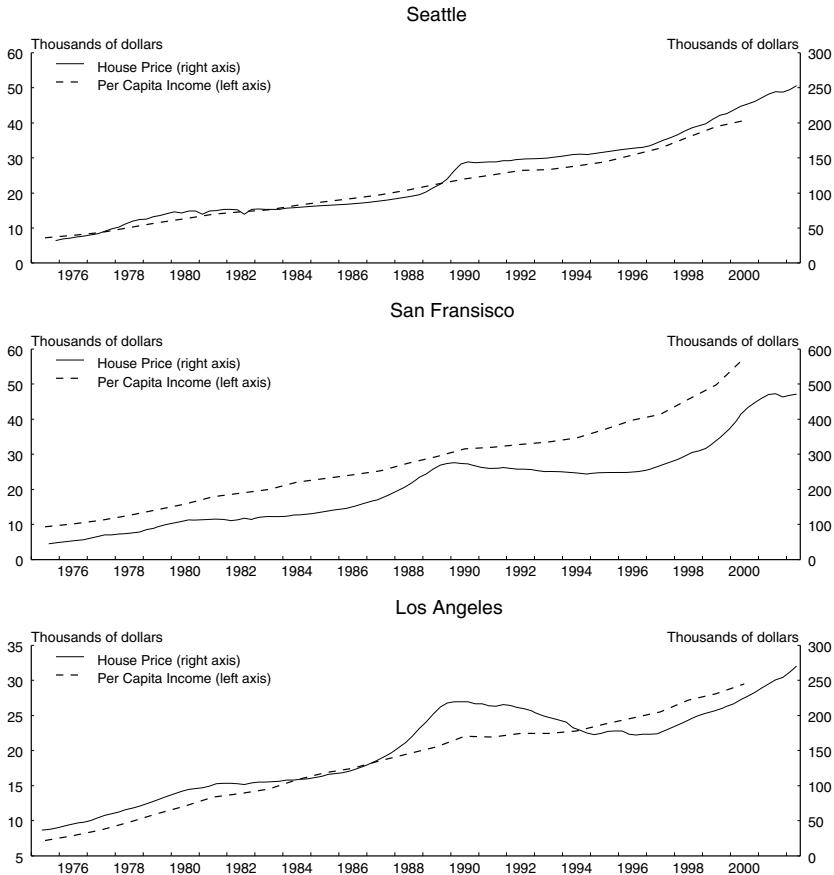 Seattle
Thousands of dollars Thousands of dollars
House Price (right axis)
Per Capita Income (left axis)
60 300
50 250
40 200
30 150
20 100
10 50
0 0
1976 1978 1980 1982 1984 1986 1988 1990 1992 1994 1996 1998 2000
San Fransisco
Thousands of dollars Thousands of dollars
House Price (right axis)
Per Capita Income (left axis)
60 600
50 500
40 400
30 300
20 200
10 100
0 0
1976 1978 1980 1982 1984 1986 1988 1990 1992 1994 1996 1998 2000
Los Angeles
Thousands of dollars Thousands of dollars
House Price (right axis)
Per Capita Income (left axis)
35 300
30 250
25 200
20 150
15 100
10 50
5 0
1976 1978 1980 1982 1984 1986 1988 1990 1992 1994 1996 1998 2000